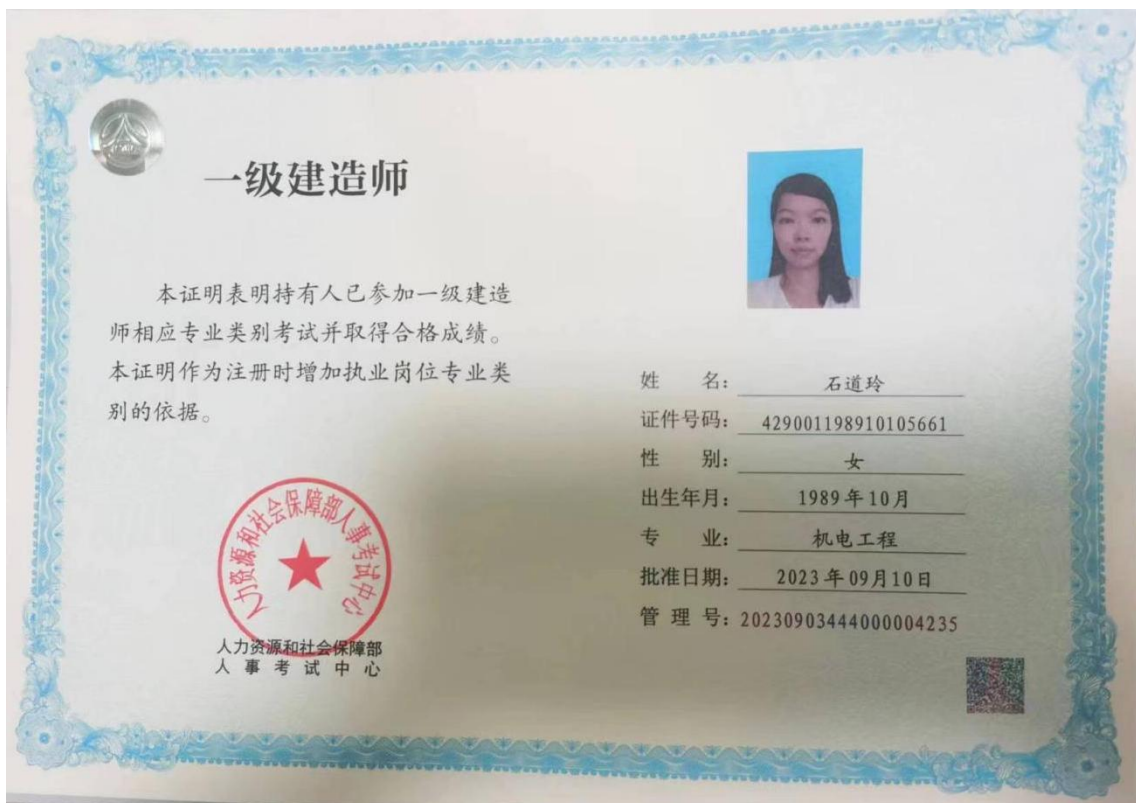 一级建造师
本证明表明持有人已参加一级建造
师相应专业类别考试并取得合格成绩。
本证明作为注册时增加执业岗位专业类
别的依据。
人力资源和社会保障部人事考试中心
人力资源和社会保障部
人事考试中心
姓 名: 石道玲
证件号码: 429001198910105661
性 别: 女
出生年月: 1989年10月
专 业: 机电工程
批准日期: 2023年09月10日
管 理 号: 20230903444000004235